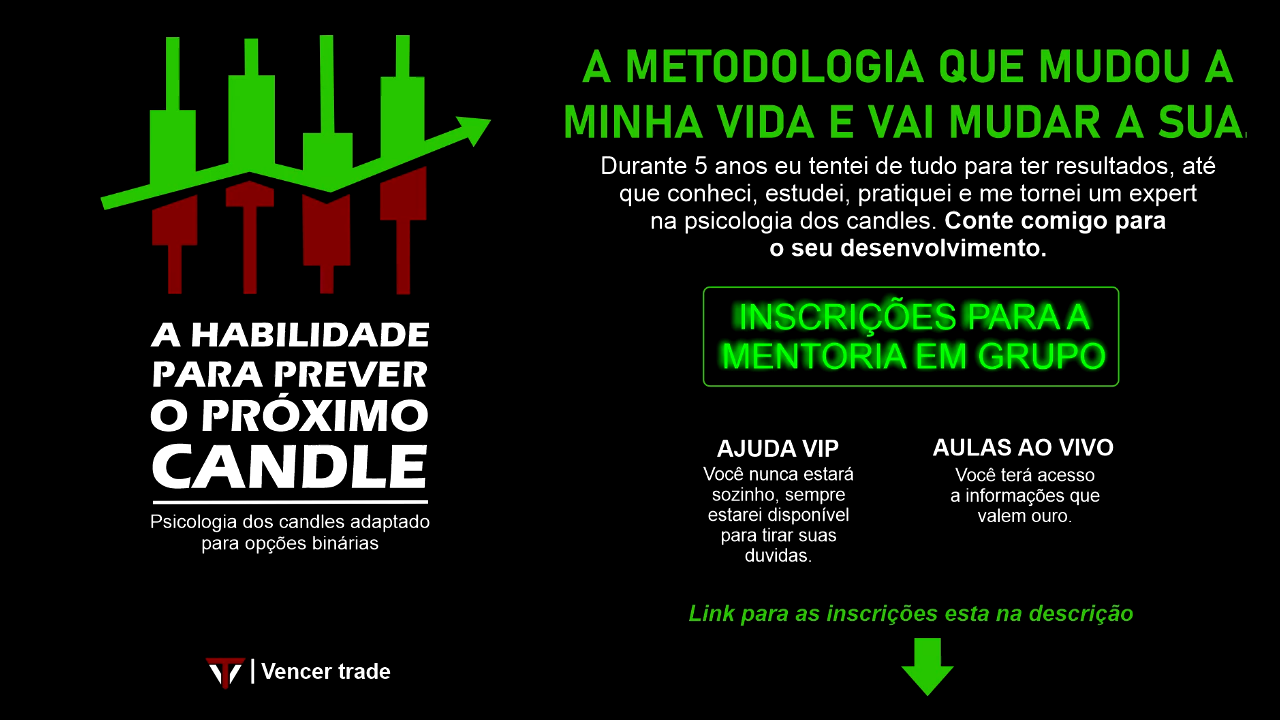 A HABILIDADE
PARA PREVER
O PRÓXIMO
CANDLE
Psicologia dos candles adaptado
para opções binárias
Vencer trade
A METODOLOGIA QUE MUDOU A
MINHA VIDA E VAI MUDAR A SUA.
Durante 5 anos eu tentei de tudo para ter resultados, até
que conheci, estudei, pratiquei e me tornei um expert
na psicologia dos candles. Conte comigo para
o seu desenvolvimento.
INSCRIÇÕES PARA A
MENTORIA EM GRUPO
AJUDA VIP
Você nunca estará
sozinho, sempre
estarei disponível
para tirar suas
duvidas.
AULAS AO VIVO
Você terá acesso
a informações que
valem ouro.
Link para as inscrições esta na descrição